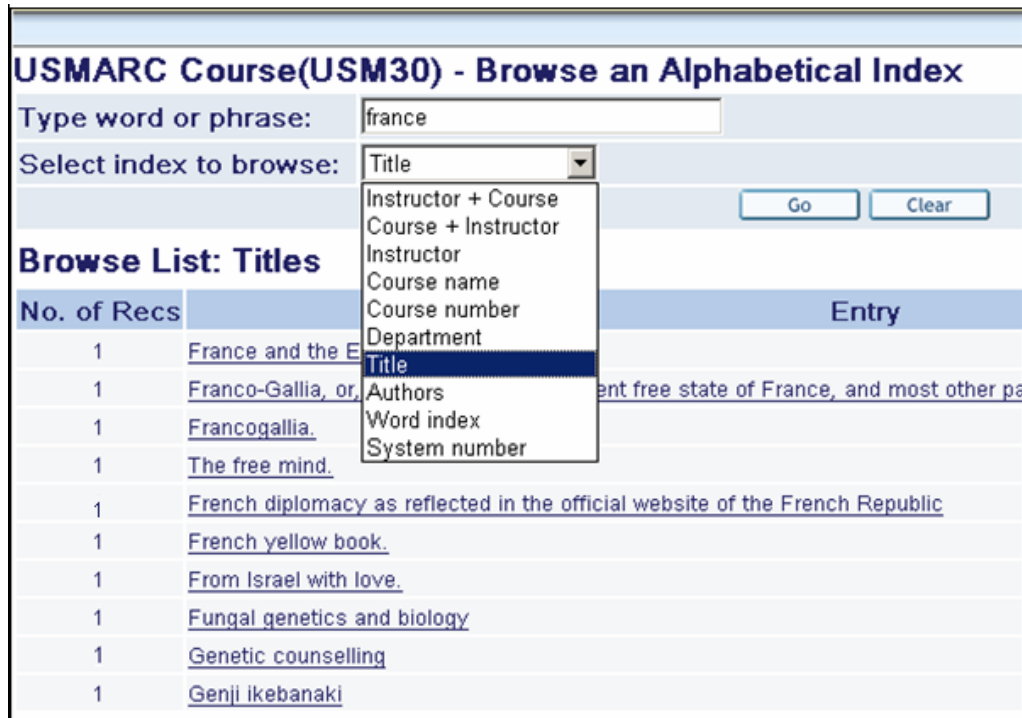 USMARC Course(USM30) - Browse an Alphabetical Index
Type word or phrase: france
Select index to browse: Title
Instructor + Course
Course + Instructor
Instructor
Course name
Course number
Department
Title
Authors
Word index
System number
Go Clear
Browse List: Titles
No. of Recs Entry
1 France and the
1 Franco-Gallia, or, free state of France, and most other
1 Francogallia.
1 The free mind.
1 French diplomacy as reflected in the official website of the French Republic
1 French yellow book.
1 From Israel with love.
1 Fungal genetics and biology
1 Genetic counselling
1 Genji ikebanaki